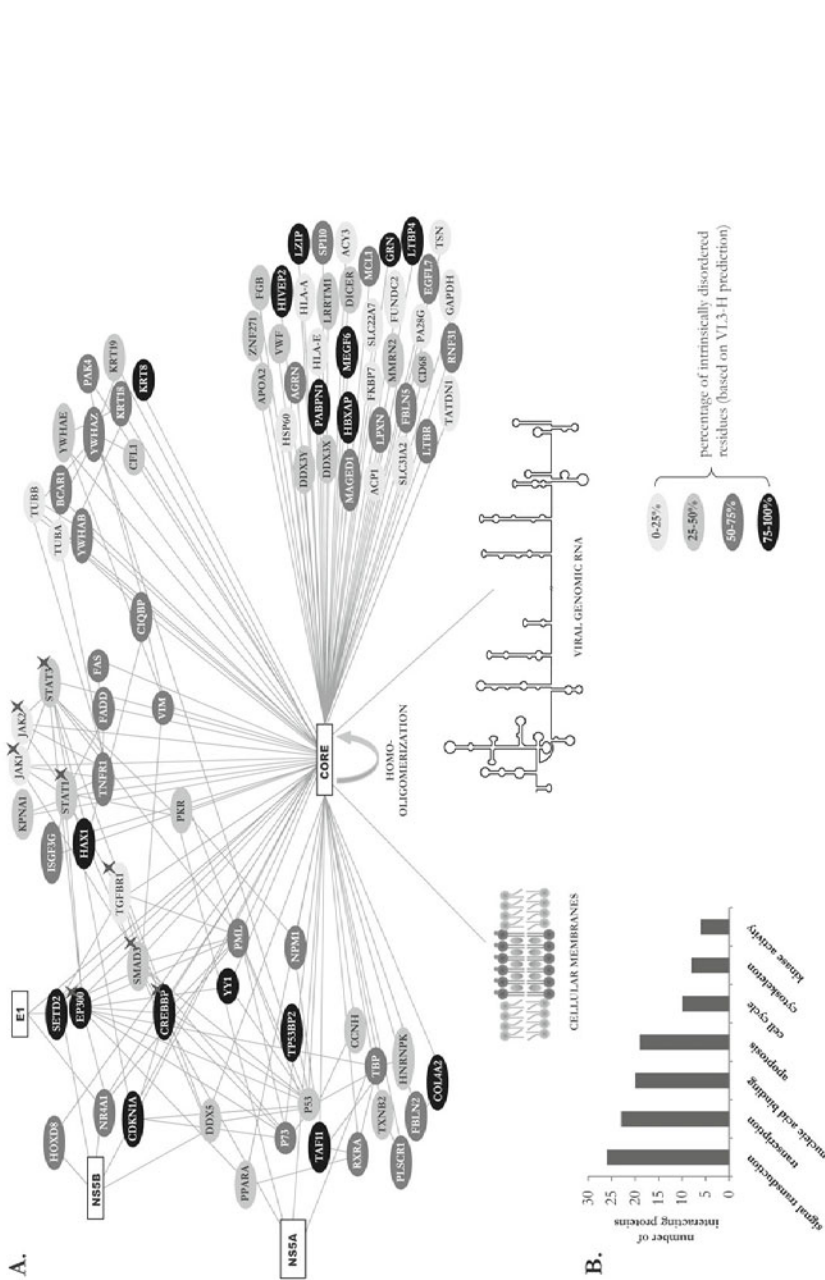 A.
E1
NS5B
NS5A
CORE
HOXD8
NR4A1
CDKN1A
SETD2
EP300
CREBBP
SMAD3
TGFBR1
HAX1
ISGF3G
KPNA1
JAK1
JAK2
STAT1
STAT3
TNFR1
FADD
FAS
VIM
C1QBP
PKR
PML
YY1
NPM1
TP53BP2
DDX5
PPARA
P73
P53
TAF11
RXRA
TBP
CCNH
TXNB2
HNRNPK
PLSCR1
FBLN2
COL4A2
TUBB
TUBA
YWHAB
BCAR1
YWHAE
YWHAZ
PAK4
CFL1
KRT18
KRT19
KRT8
ZNF271
FGB
APOA2
VWF
HIVEP2
HSP60
AGRN
HLA-A
LZIP
DDX3Y
PABPN1
HLA-E
LRRTM1
SP110
DDX3X
DICER
ACY3
MAGED1
HBXAP
MEGF6
MCL1
ACP1
LPXN
FKBP7
SLC22A7
GRN
SLC31A2
FBLN5
MMRN2
FUNDC2
LTBP4
LTBR
CD68
PA28G
EGFL7
TSN
TATDN1
RNF31
GAPDH
HOMO-
OLIGOMERIZATION
CELLULAR MEMBRANES
VIRAL GENOMIC RNA
B.
number of
interacting proteins
30
25
20
15
10
5
0
signal transduction
transcription
nucleic acid binding
apoptosis
cell cycle
cytoskeleton
kinase activity
0-25%
25-50%
50-75%
75-100%
percentage of intrinsically disordered
residues (based on VL3-H prediction)